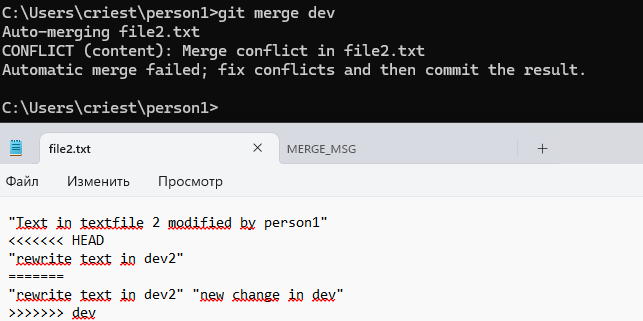 C:\Users\criest\person1>git merge dev
Auto-merging file2.txt
CONFLICT (content): Merge conflict in file2.txt
Automatic merge failed; fix conflicts and then commit the result.
C:\Users\criest\person1>
file2.txt × MERGE_MSG +
Файл Изменить Просмотр
"Text in textfile 2 modified by person1"
<<<<<<< HEAD
"rewrite text in dev2"
=======
"rewrite text in dev2" "new change in dev"
>>>>>>> dev